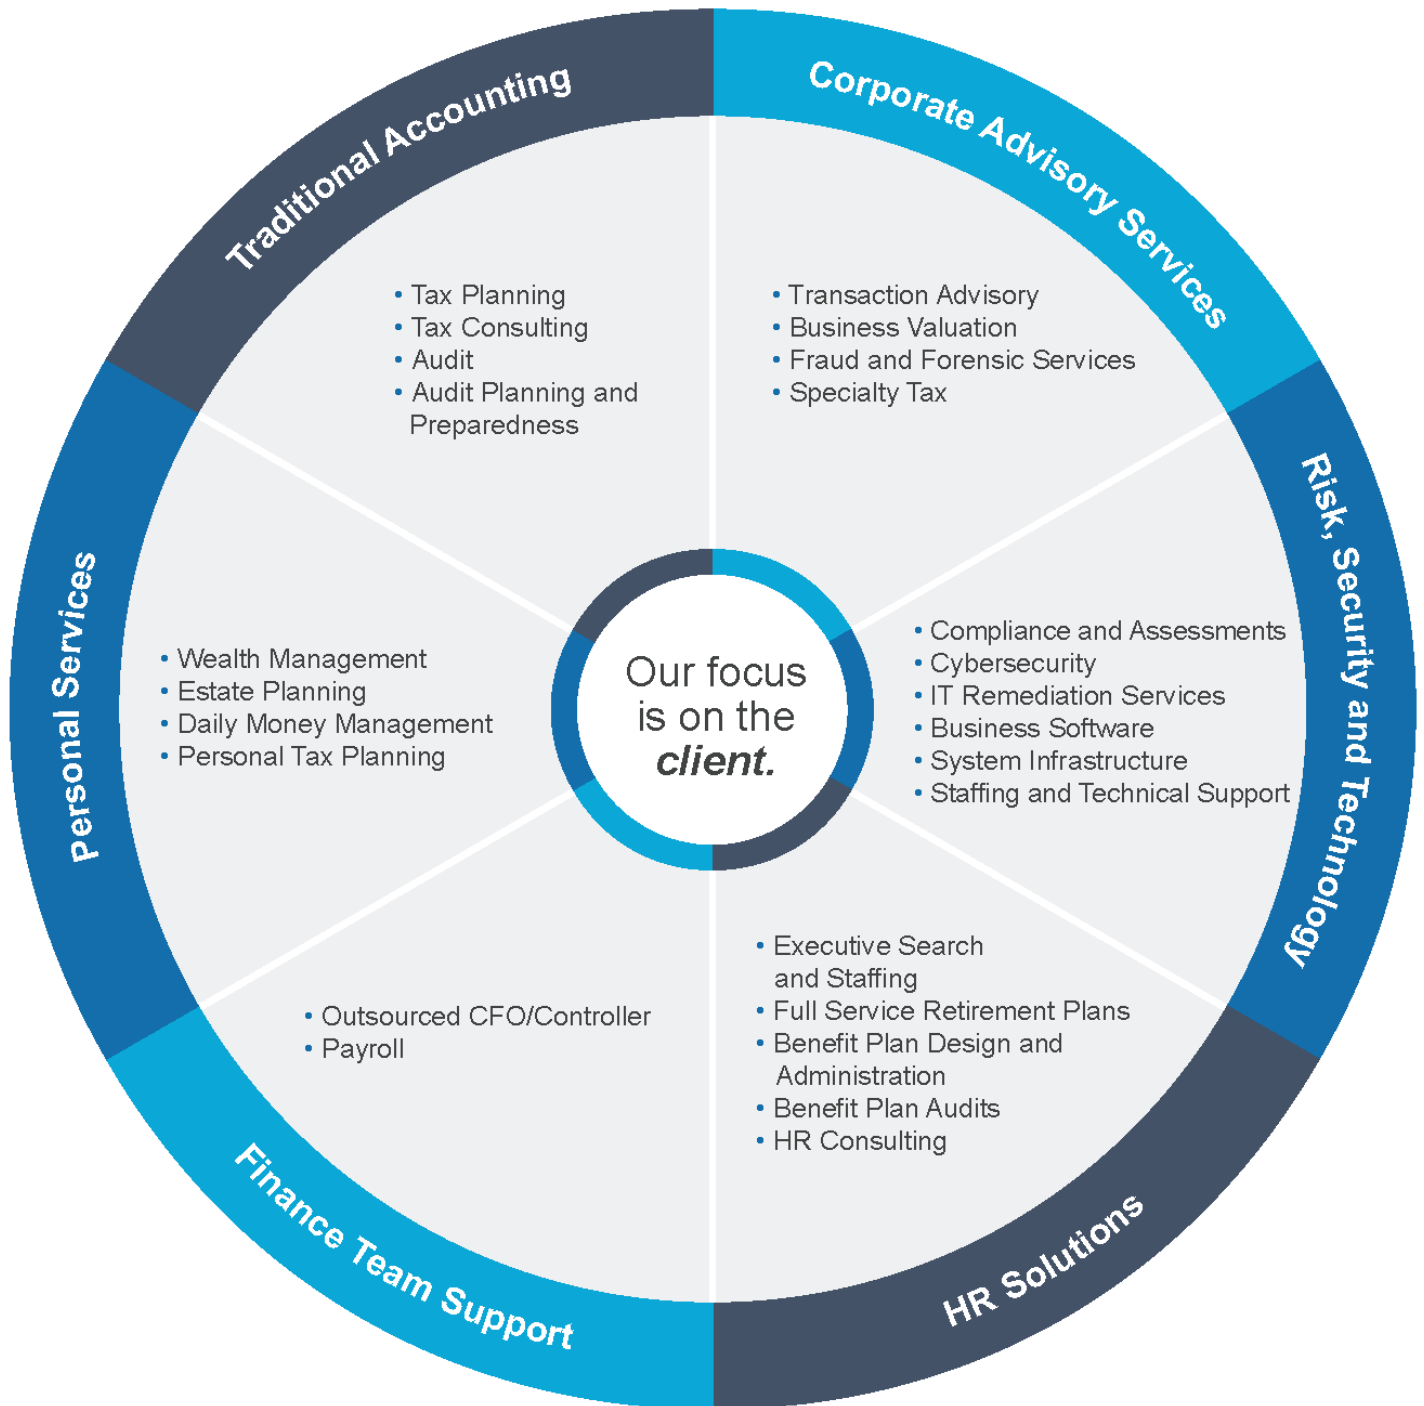 Traditional Accounting
• Tax Planning
• Tax Consulting
• Audit
• Audit Planning and
Preparedness
Corporate Advisory Services
• Transaction Advisory
• Business Valuation
• Fraud and Forensic Services
• Specialty Tax
Risk, Security and Technology
• Compliance and Assessments
• Cybersecurity
• IT Remediation Services
• Business Software
• System Infrastructure
• Staffing and Technical Support
HR Solutions
• Executive Search
and Staffing
• Full Service Retirement Plans
• Benefit Plan Design and
Administration
• Benefit Plan Audits
• HR Consulting
Finance Team Support
• Outsourced CFO/Controller
• Payroll
Personal Services
• Wealth Management
• Estate Planning
• Daily Money Management
• Personal Tax Planning
Our focus
is on the
client.